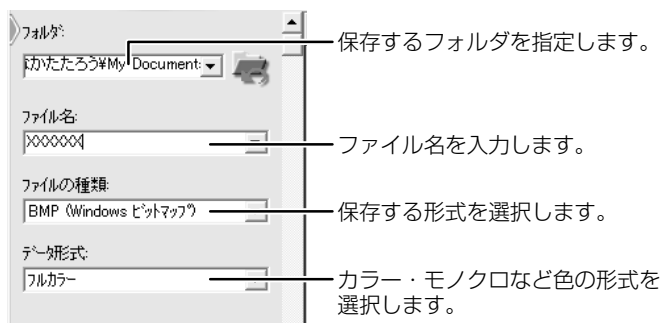 フォルダ:
保存するフォルダを指定します。
かたたろう¥My Document
ファイル名:
XXXXXX
ファイル名を入力します。
ファイルの種類:
BMP (Windows ビットマップ)
保存する形式を選択します。
データ形式:
フルカラー
カラー・モノクロなど色の形式を
選択します。